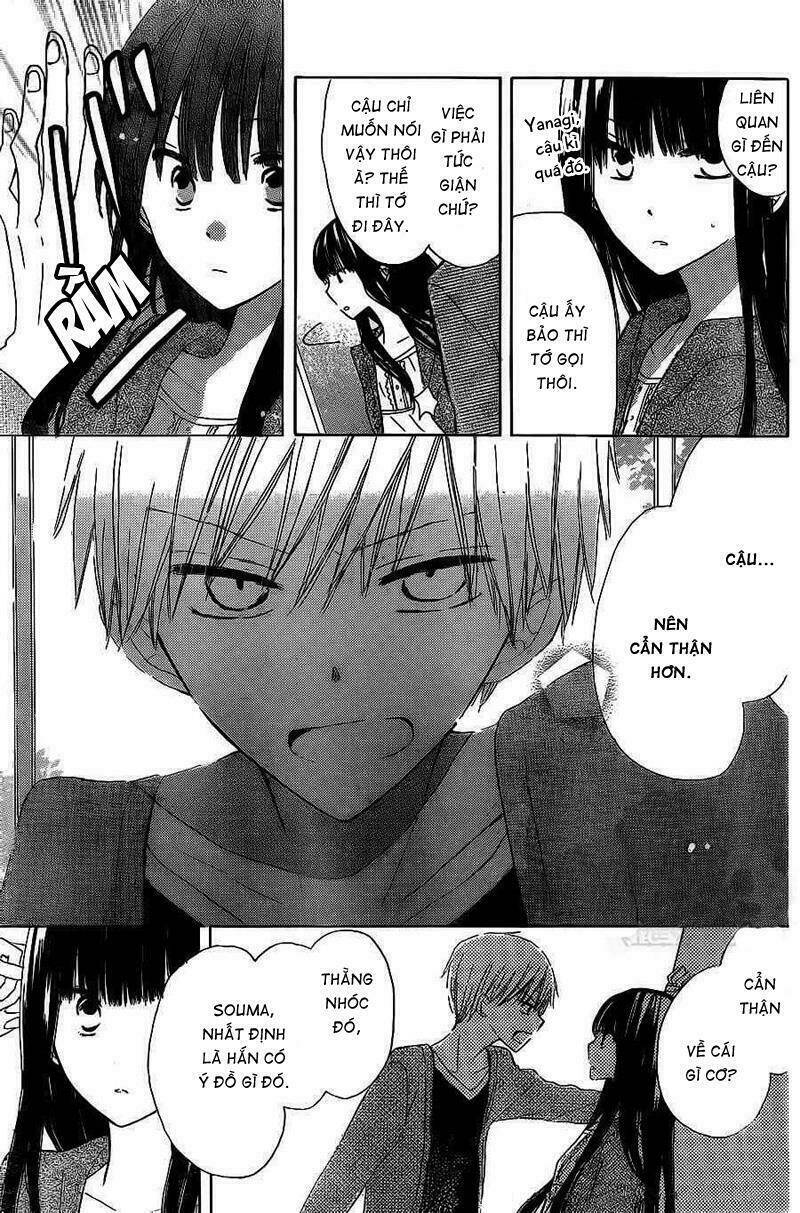 LIÊN
QUAN
GÌ ĐẾN
CẬU?
Yanagi,
cậu kì
quá đó.
CẬU ẤY
BẢO THÌ
TỚ GỌI
THÔI.
VIỆC
GÌ PHẢI
TỨC
GIẬN
CHỨ?
CẬU CHỈ
MUỐN NÓI
VẬY THÔI
À? THẾ
THÌ TỚ
ĐI ĐÂY.
RẦM
CẬU...
NÊN
CẨN THẬN
HƠN.
CẨN
THẬN
VỀ CÁI
GÌ CƠ?
THẰNG
NHÓC
ĐÓ,
SOUMA,
NHẤT ĐỊNH
LÀ HẮN CÓ
Ý ĐỒ GÌ ĐÓ.